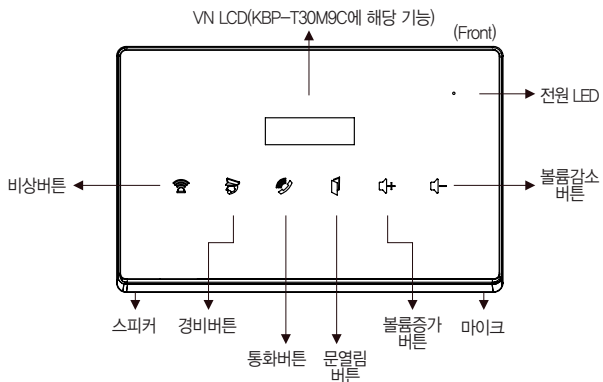 VN LCD(KBP-T30M9C에 해당 기능)
(Front)
전원 LED
비상버튼
볼륨감소
버튼
스피커
경비버튼
통화버튼
문열림
버튼
볼륨증가
버튼
마이크